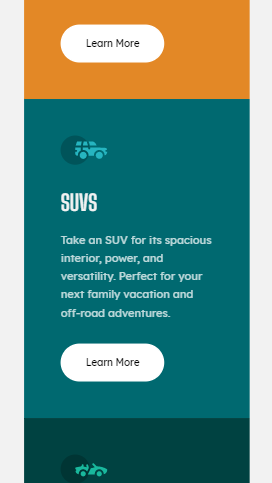 Learn More
SUVS
Take an SUV for its spacious
interior, power, and
versatility. Perfect for your
next family vacation and
off-road adventures.
Learn More